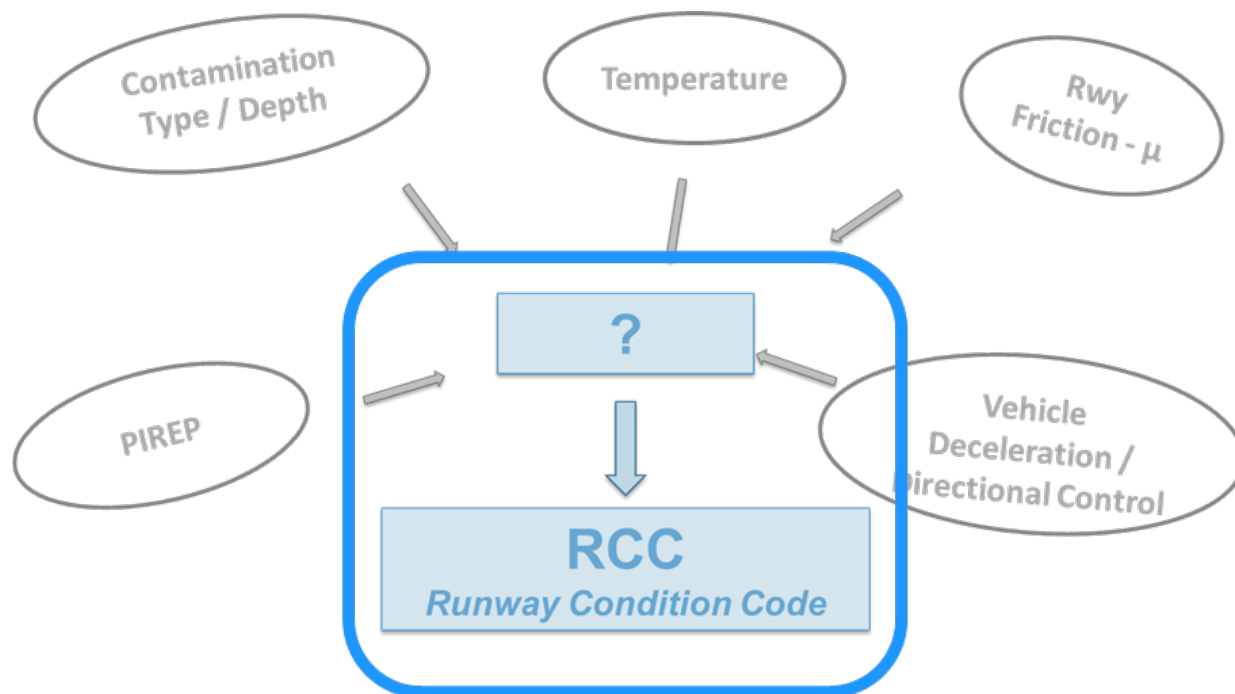 Contamination
Type / Depth
Temperature
Rwy
Friction - µ
?
PIREP
Vehicle
Deceleration /
Directional Control
RCC
Runway Condition Code